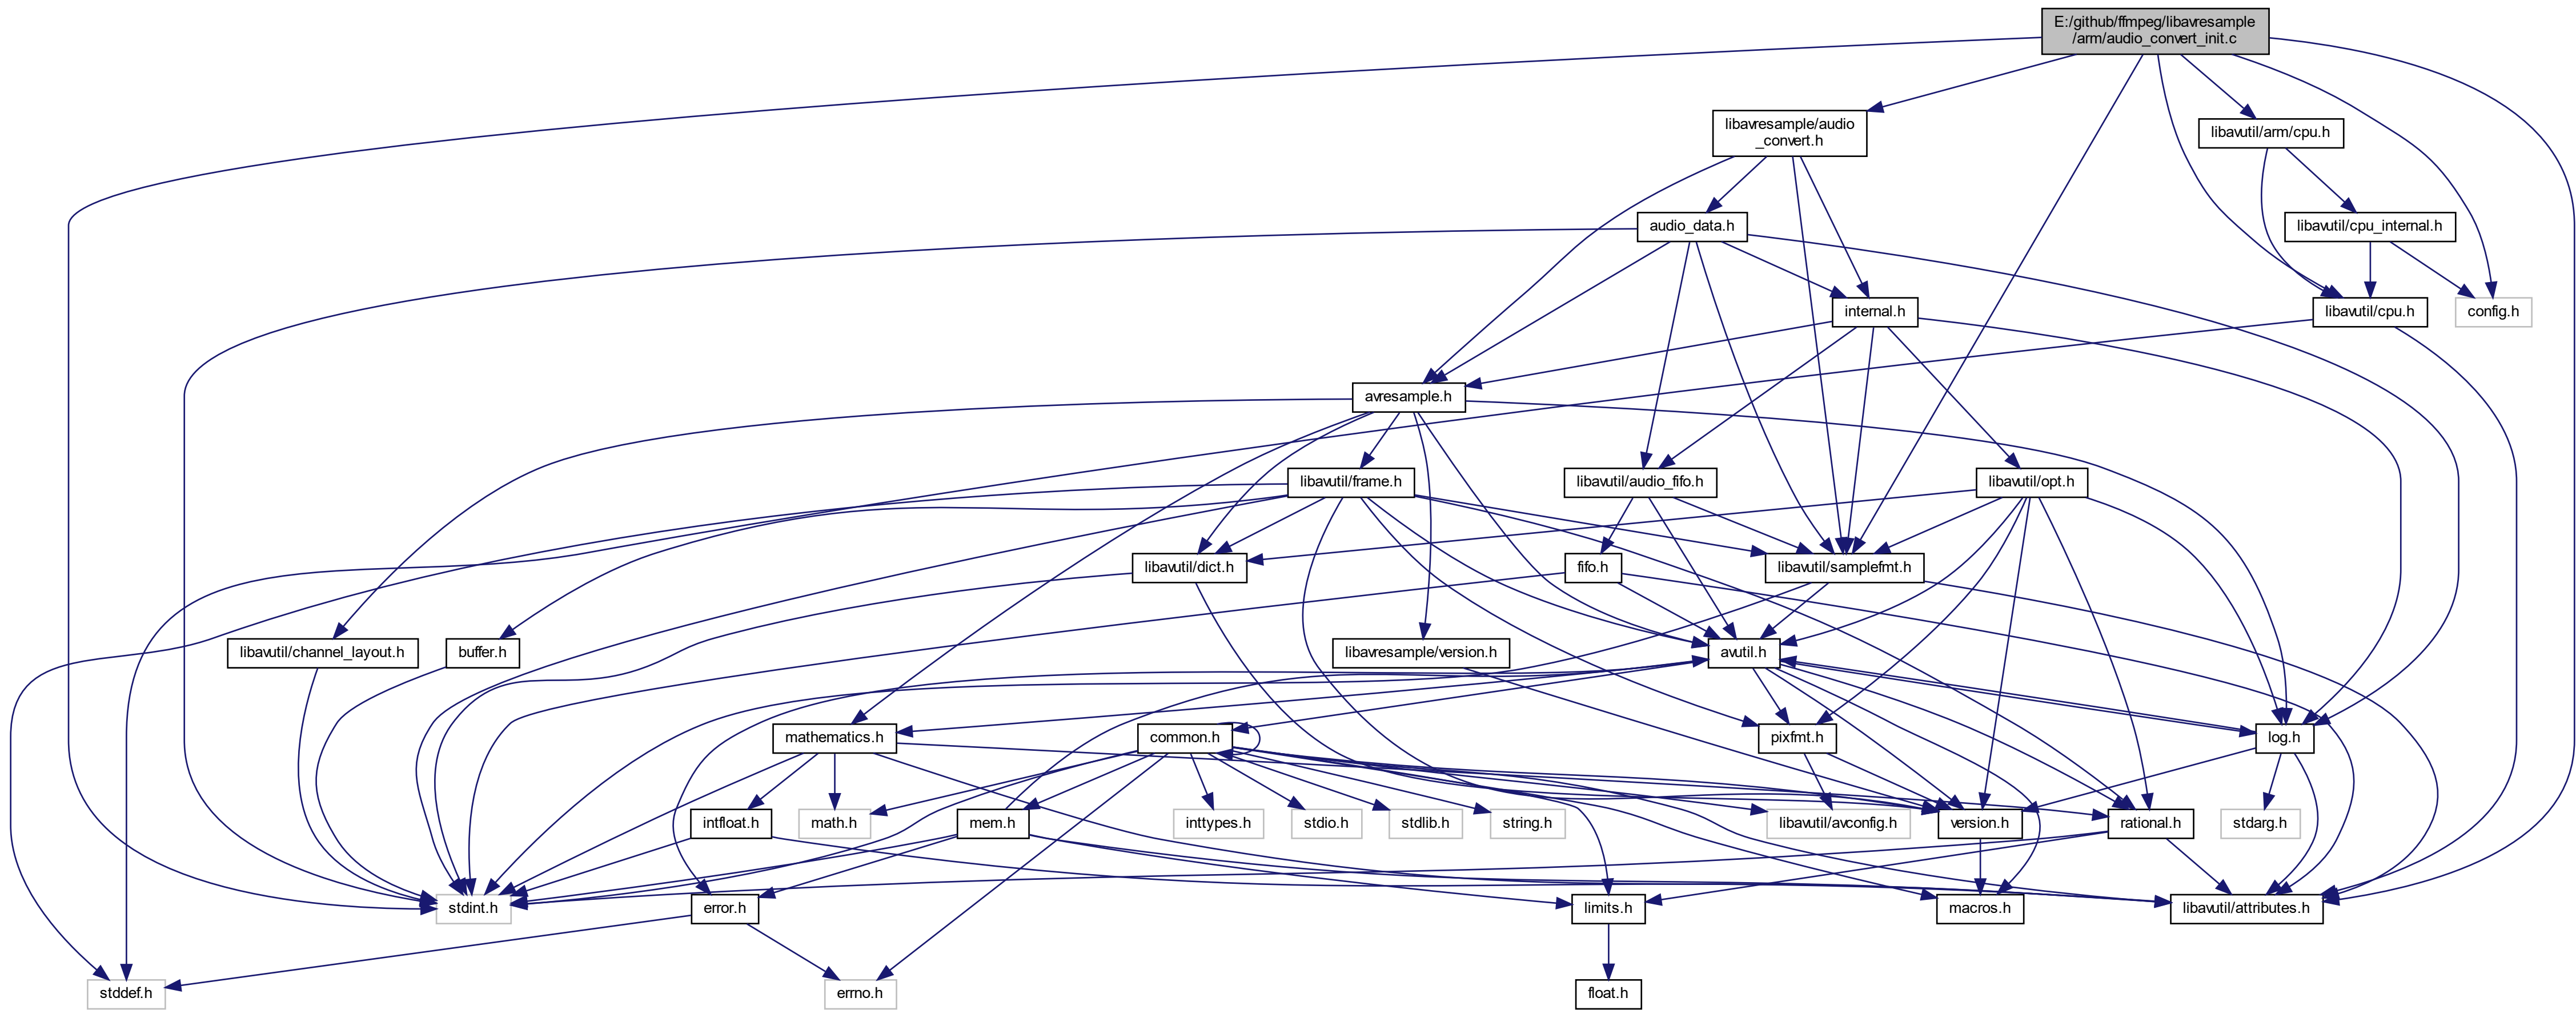 E:/github/ffmpeg/libavresample
/arm/audio_convert_init.c
libavresample/audio
_convert.h
libavutil/arm/cpu.h
audio_data.h
libavutil/cpu_internal.h
internal.h
libavutil/cpu.h
config.h
avresample.h
libavutil/frame.h
libavutil/audio_fifo.h
libavutil/opt.h
libavutil/dict.h
fifo.h
libavutil/samplefmt.h
libavutil/channel_layout.h
buffer.h
libavresample/version.h
avutil.h
mathematics.h
common.h
pixfmt.h
log.h
intfloat.h
math.h
mem.h
inttypes.h
stdio.h
stdlib.h
string.h
libavutil/avconfig.h
version.h
rational.h
stdarg.h
stdint.h
error.h
limits.h
macros.h
libavutil/attributes.h
stddef.h
errno.h
float.h